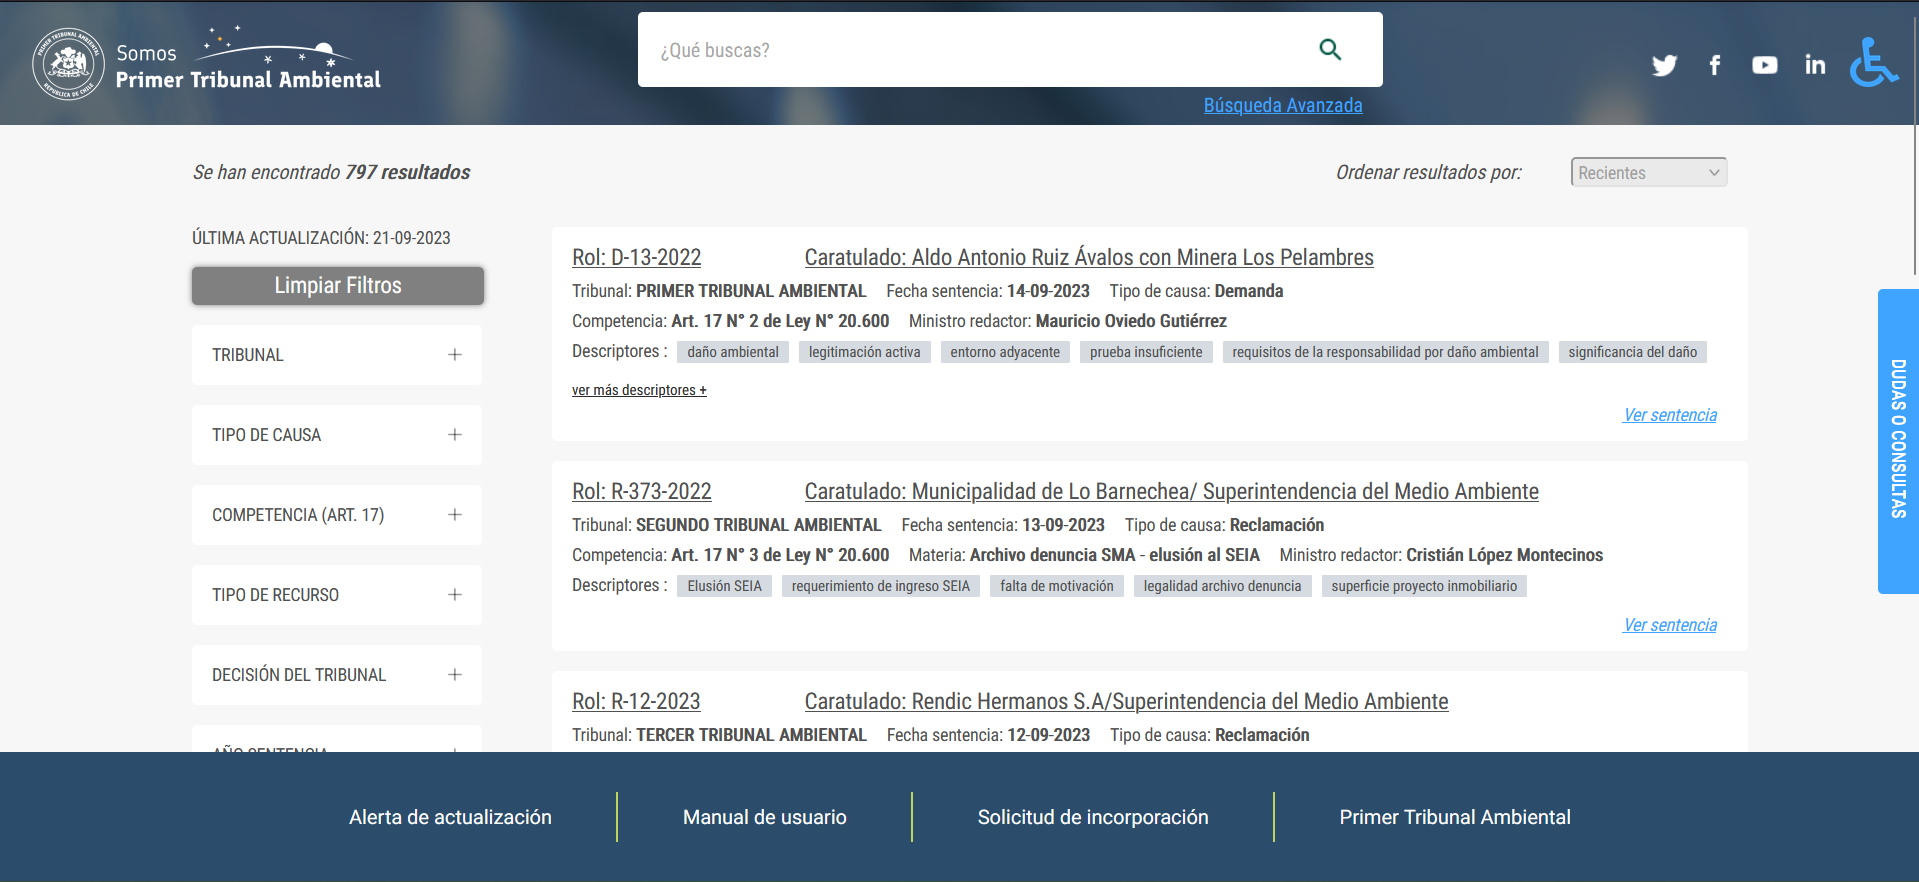 PRIMER TRIBUNAL AMBIENTAL
REPUBLICA DE CHILE
Somos
Primer Tribunal Ambiental
¿Qué buscas?
Búsqueda Avanzada
Se han encontrado 797 resultados
Ordenar resultados por:
Recientes
ÚLTIMA ACTUALIZACIÓN: 21-09-2023
Limpiar Filtros
TRIBUNAL
TIPO DE CAUSA
COMPETENCIA (ART. 17)
TIPO DE RECURSO
DECISIÓN DEL TRIBUNAL
AÑO SENTENCIA
Rol: D-13-2022 Caratulado: Aldo Antonio Ruiz Ávalos con Minera Los Pelambres
Tribunal: PRIMER TRIBUNAL AMBIENTAL Fecha sentencia: 14-09-2023 Tipo de causa: Demanda
Competencia: Art. 17 N° 2 de Ley N° 20.600 Ministro redactor: Mauricio Oviedo Gutiérrez
Descriptores : daño ambiental legitimación activa entorno adyacente prueba insuficiente requisitos de la responsabilidad por daño ambiental significancia del daño
ver más descriptores +
Ver sentencia
Rol: R-373-2022 Caratulado: Municipalidad de Lo Barnechea/ Superintendencia del Medio Ambiente
Tribunal: SEGUNDO TRIBUNAL AMBIENTAL Fecha sentencia: 13-09-2023 Tipo de causa: Reclamación
Competencia: Art. 17 N° 3 de Ley N° 20.600 Materia: Archivo denuncia SMA - elusión al SEIA Ministro redactor: Cristián López Montecinos
Descriptores : Elusión SEIA requerimiento de ingreso SEIA falta de motivación legalidad archivo denuncia superficie proyecto inmobiliario
Ver sentencia
Rol: R-12-2023 Caratulado: Rendic Hermanos S.A/Superintendencia del Medio Ambiente
Tribunal: TERCER TRIBUNAL AMBIENTAL Fecha sentencia: 12-09-2023 Tipo de causa: Reclamación
DUDAS O CONSULTAS
Alerta de actualización
Manual de usuario
Solicitud de incorporación
Primer Tribunal Ambiental